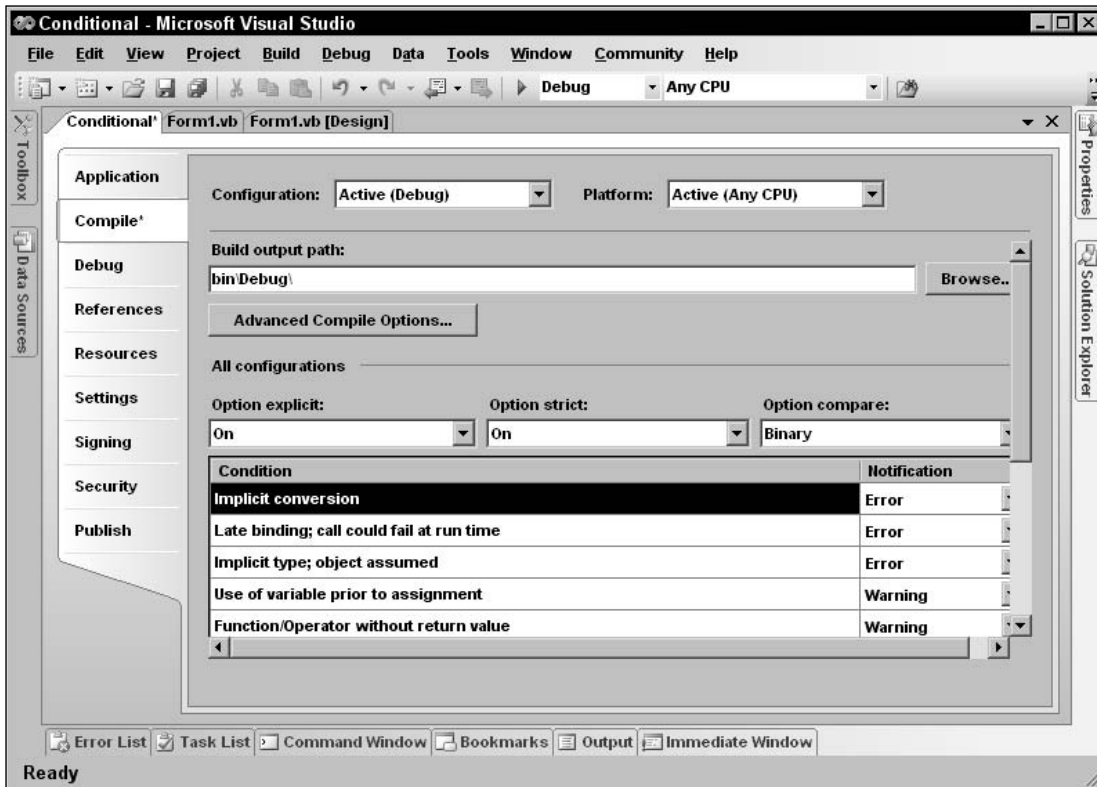 Conditional - Microsoft Visual Studio
File Edit View Project Build Debug Data Tools Window Community Help
Debug Any CPU
Toolbox
Data Sources
Conditional* Form1.vb Form1.vb [Design]
Properties
Solution Explorer
Application
Compile*
Debug
References
Resources
Settings
Signing
Security
Publish
Configuration: Active (Debug) Platform: Active (Any CPU)
Build output path:
bin\Debug\ Browse..
Advanced Compile Options...
All configurations
Option explicit: Option strict: Option compare:
On On Binary
Condition Notification
Implicit conversion Error
Late binding; call could fail at run time Error
Implicit type; object assumed Error
Use of variable prior to assignment Warning
Function/Operator without return value Warning
Error List Task List Command Window Bookmarks Output Immediate Window
Ready